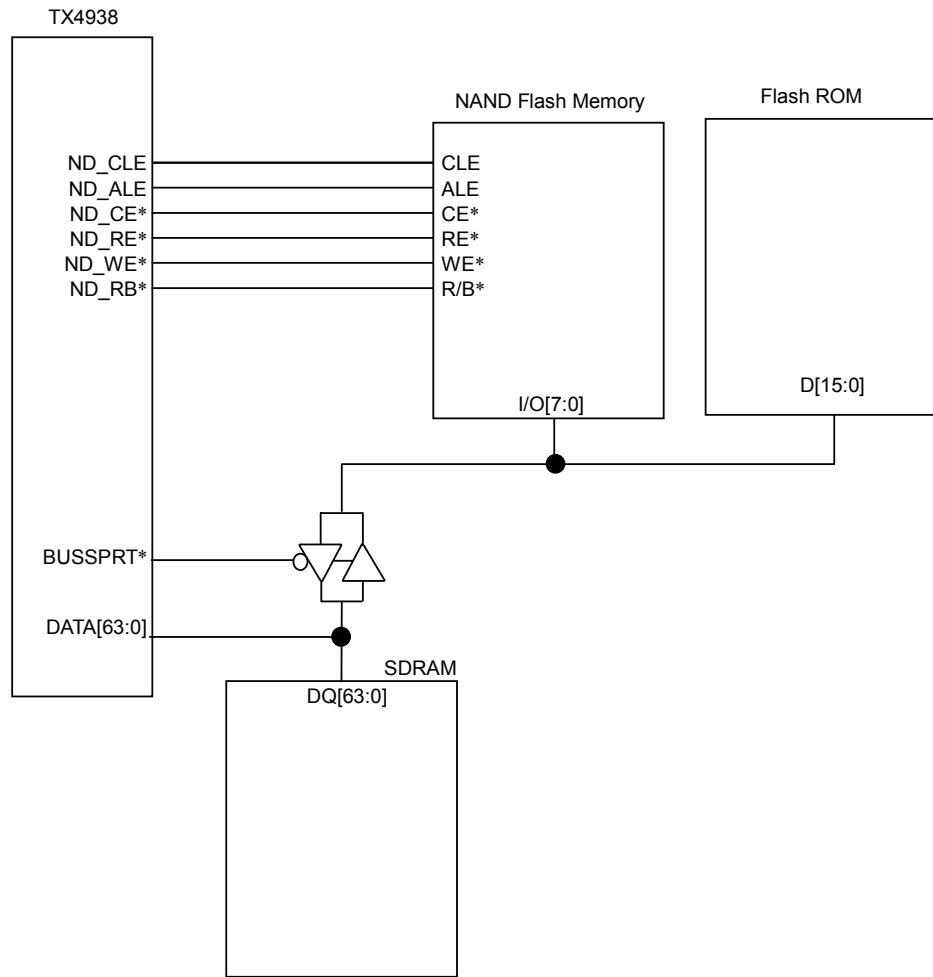 TX4938
NAND Flash Memory
Flash ROM
ND_CLE
CLE
ND_ALE
ALE
ND_CE*
CE*
ND_RE*
RE*
ND_WE*
WE*
ND_RB*
R/B*
D[15:0]
I/O[7:0]
BUSSPRT*
DATA[63:0]
SDRAM
DQ[63:0]